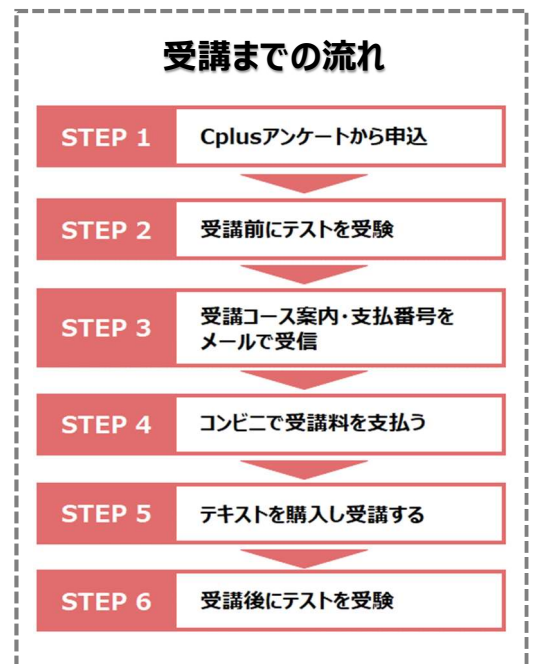 受講までの流れ
STEP 1
Cplusアンケートから申込
STEP 2
受講前にテストを受験
STEP 3
受講コース案内・支払番号を
メールで受信
STEP 4
コンビニで受講料を支払う
STEP 5
テキストを購入し受講する
STEP 6
受講後にテストを受験